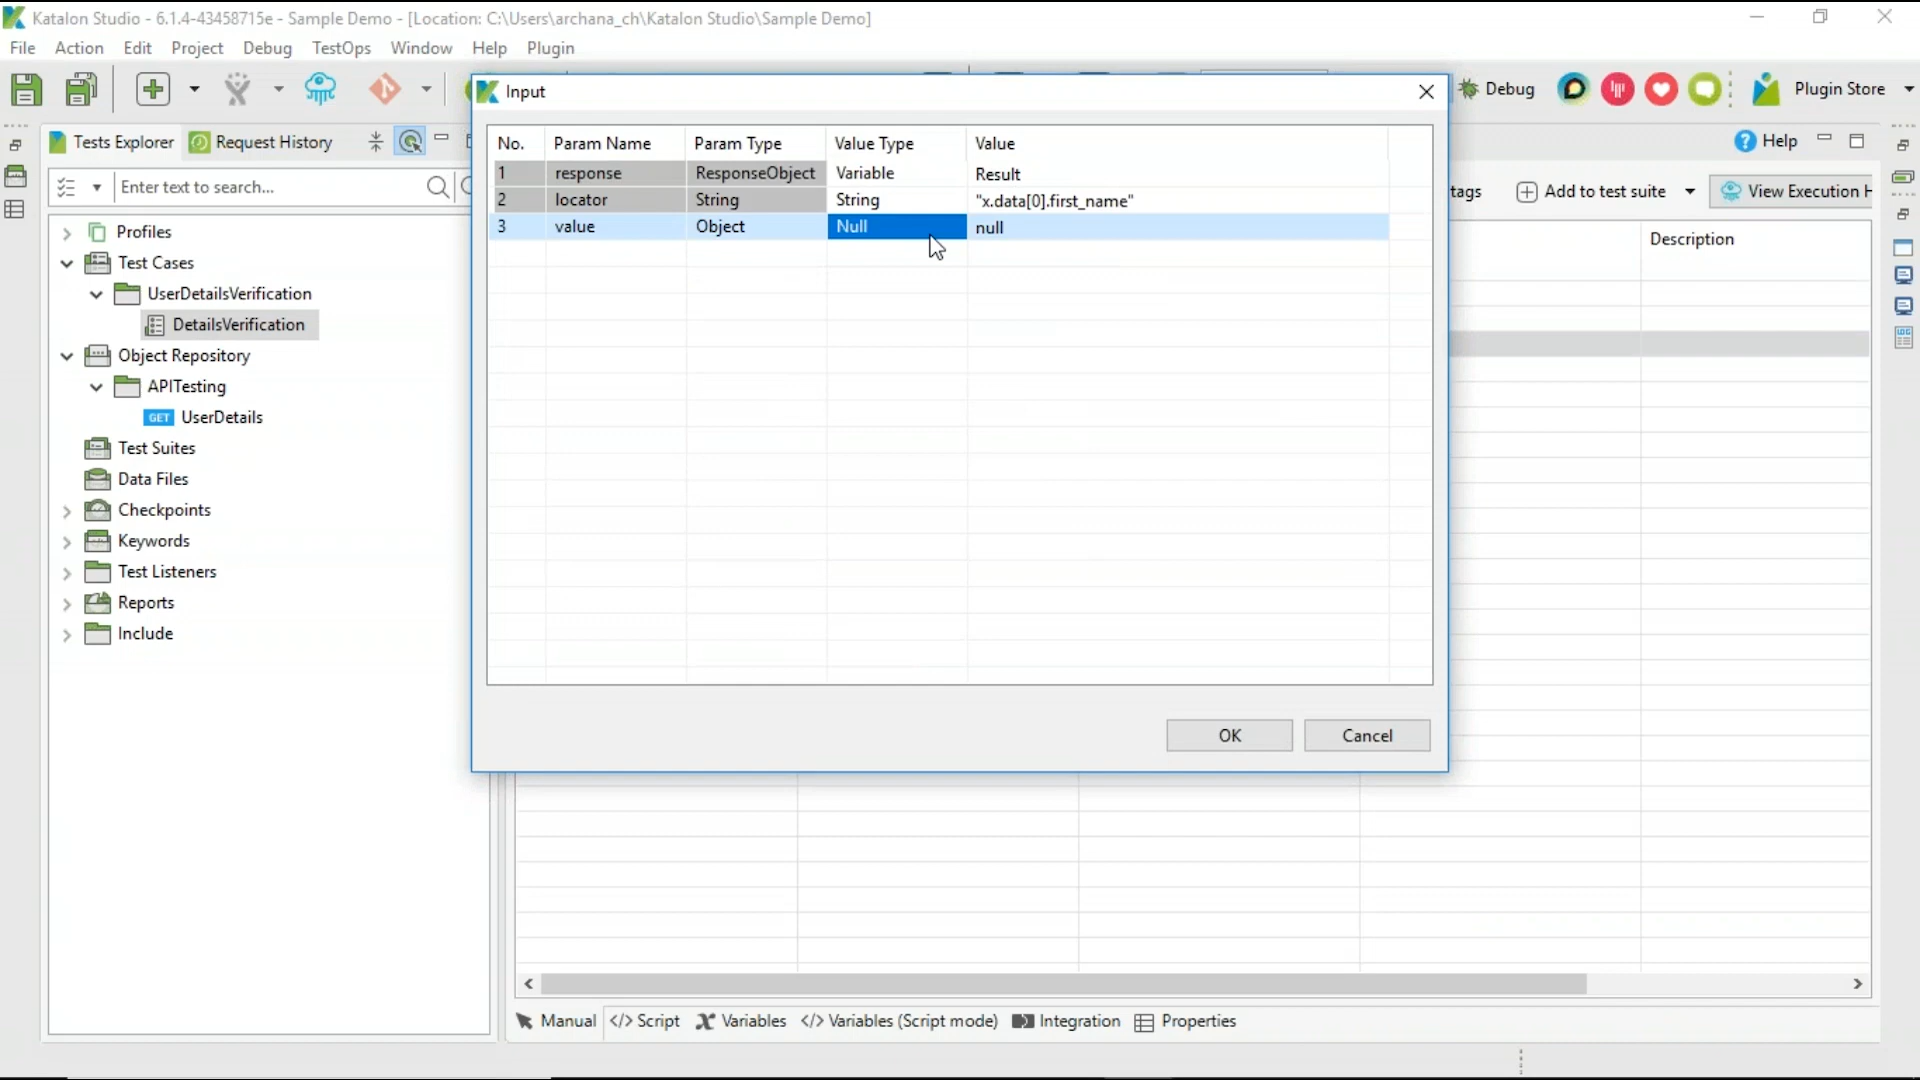 Katalon Studio - 6.1.4-43458715e - Sample Demo - [Location: C:\Users\archana_ch\Katalon Studio\Sample Demo]
File Action Edit Project Debug TestOps Window Help Plugin
Debug Plugin Store
Input
Tests Explorer Request History
Help
Enter text to search...
tags Add to test suite View Execution H
No. Param Name Param Type Value Type Value
1 response ResponseObject Variable Result
2 locator String String "x.data[0].first_name"
3 value Object Null null
Description
Profiles
Test Cases
UserDetailsVerification
DetailsVerification
Object Repository
APITesting
GET UserDetails
Test Suites
Data Files
Checkpoints
Keywords
Test Listeners
Reports
Include
OK Cancel
Manual </> Script Variables </> Variables (Script mode) Integration Properties